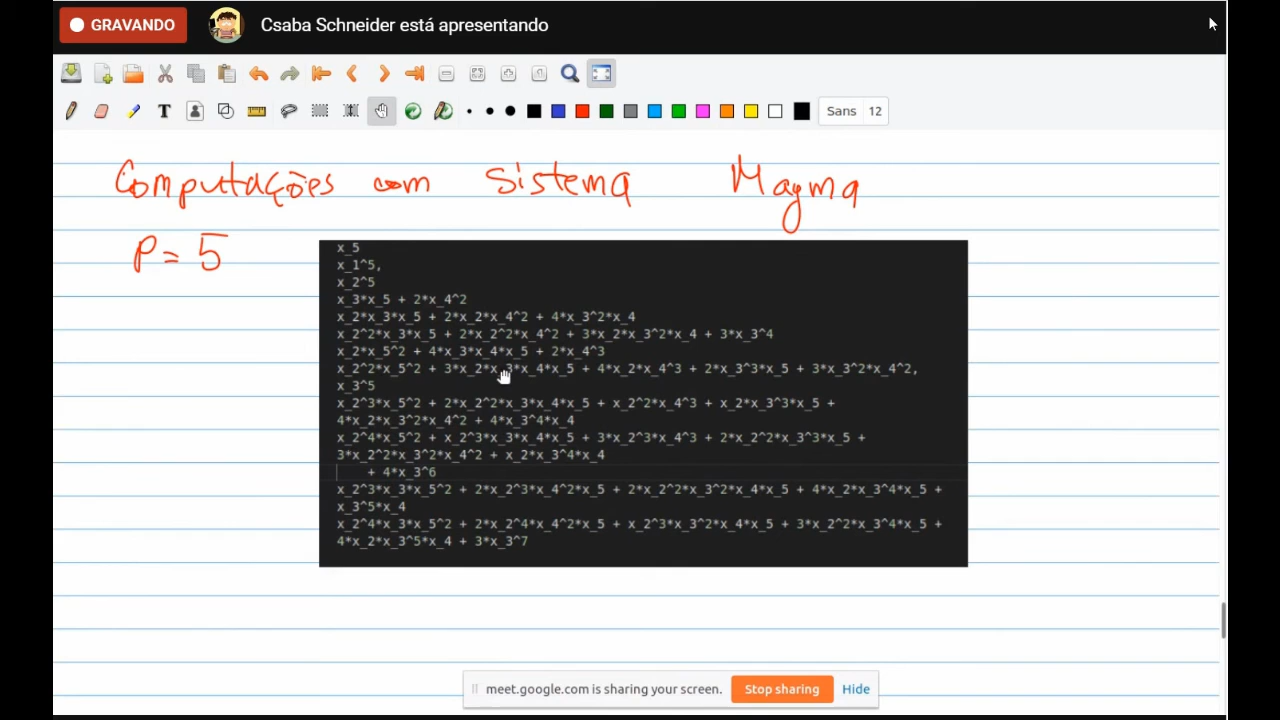 GRAVANDO
Csaba Schneider está apresentando
T
Sans 12
Computações com Sistema Magma
P = 5
x_5
x_1^5,
x_2^5
x_3*x_5 + 2*x_4^2
x_2*x_3*x_5 + 2*x_2*x_4^2 + 4*x_3^2*x_4
x_2^2*x_3*x_5 + 2*x_2^2*x_4^2 + 3*x_2*x_3^2*x_4 + 3*x_3^4
x_2*x_5^2 + 4*x_3*x_4*x_5 + 2*x_4^3
x_2^2*x_5^2 + 3*x_2*x_3*x_4*x_5 + 4*x_2*x_4^3 + 2*x_3^3*x_5 + 3*x_3^2*x_4^2,
x_3^5
x_2^3*x_5^2 + 2*x_2^2*x_3*x_4*x_5 + x_2^2*x_4^3 + x_2*x_3^3*x_5 +
4*x_2*x_3^2*x_4^2 + 4*x_3^4*x_4
x_2^4*x_5^2 + x_2^3*x_3*x_4*x_5 + 3*x_2^3*x_4^3 + 2*x_2^2*x_3^3*x_5 +
3*x_2^2*x_3^2*x_4^2 + x_2*x_3^4*x_4
+ 4*x_3^6
x_2^3*x_3*x_5^2 + 2*x_2^3*x_4^2*x_5 + 2*x_2^2*x_3^2*x_4*x_5 + 4*x_2*x_3^4*x_5 +
x_3^5*x_4
x_2^4*x_3*x_5^2 + 2*x_2^4*x_4^2*x_5 + x_2^3*x_3^2*x_4*x_5 + 3*x_2^2*x_3^4*x_5 +
4*x_2*x_3^5*x_4 + 3*x_3^7
meet.google.com is sharing your screen. Stop sharing Hide